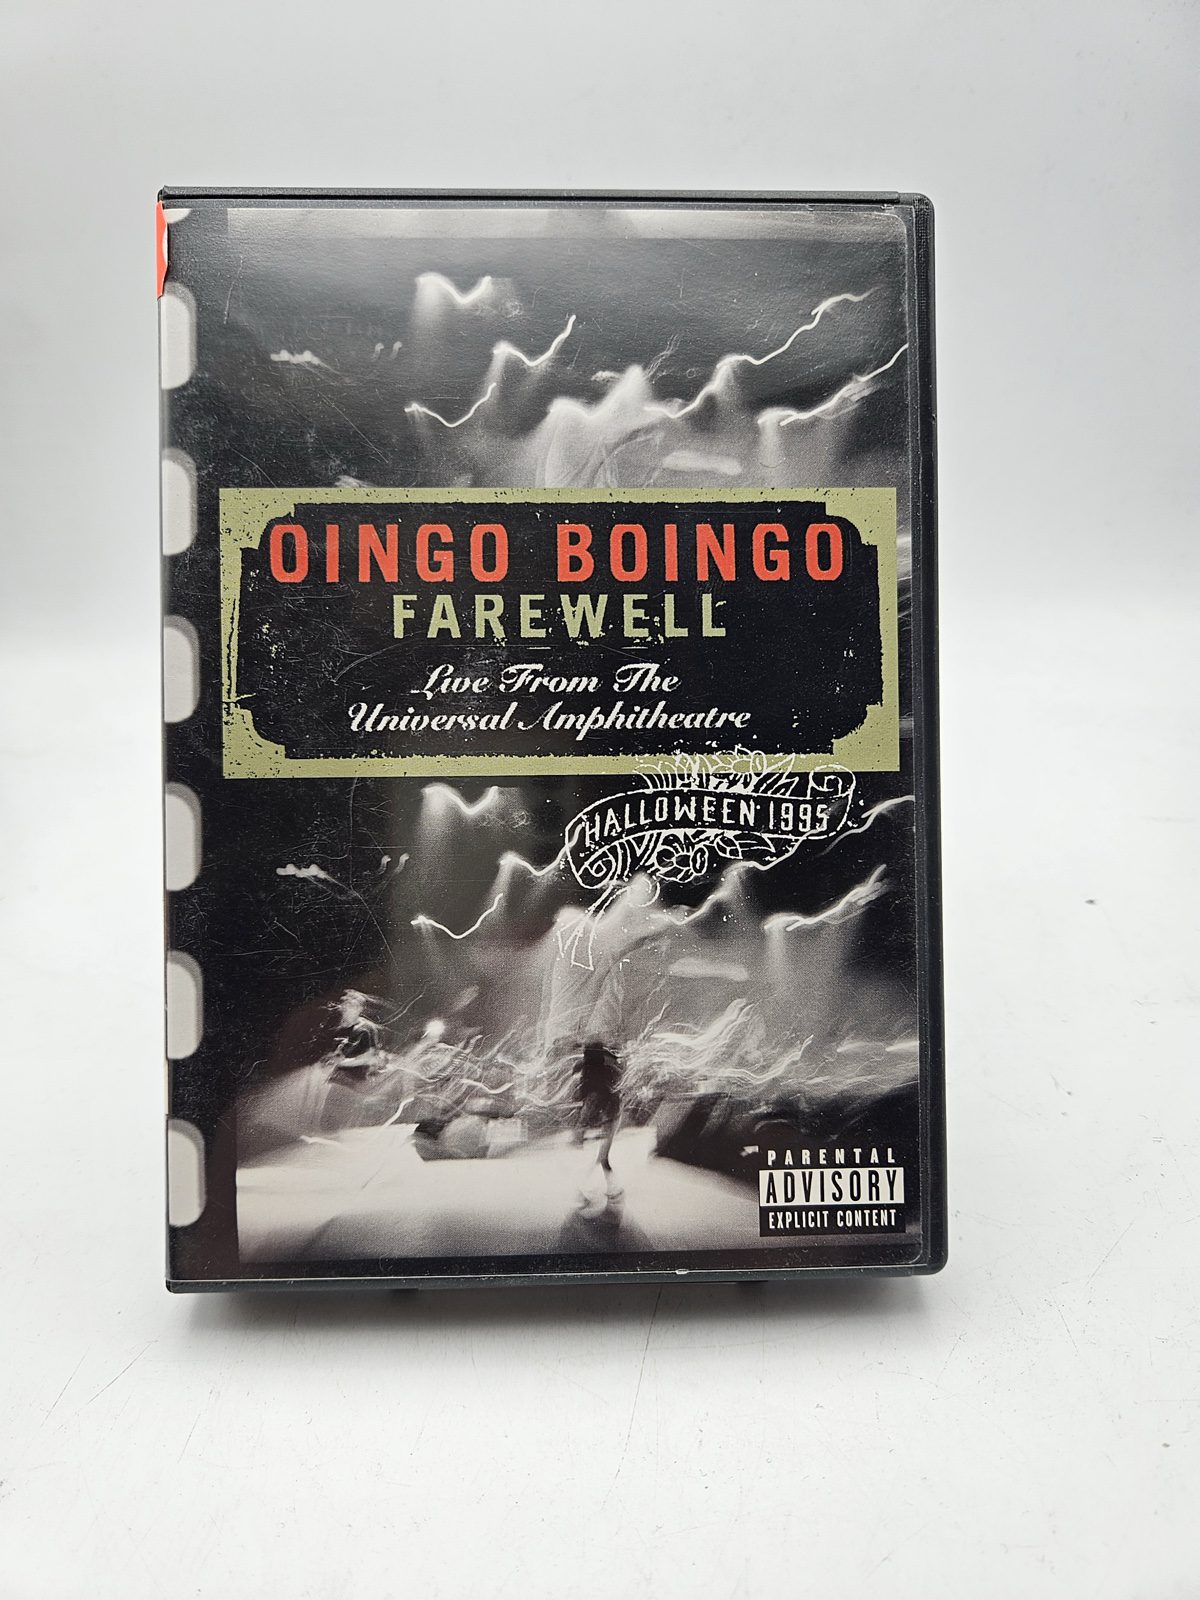 OINGO BOINGO
FAREWELL
Live From The
Universal Amphitheatre
HALLOWEEN 1995
PARENTAL
ADVISORY
EXPLICIT CONTENT